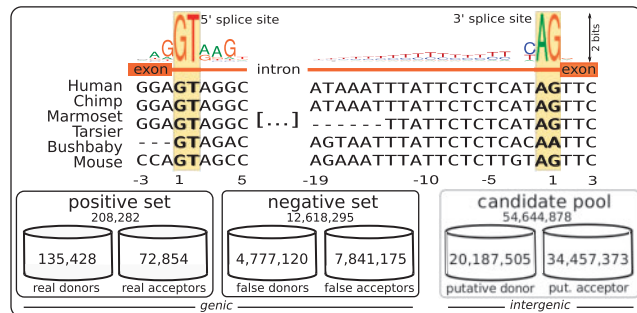 5' splice site
3' splice site
2 bits
AGGTAAGT
CAG
exon intron exon
Human
Chimp
Marmoset
Tarsier
Bushbaby
Mouse
GGAGTAGGC ATAAATTTATTCTCTCATAGTTC
GGAGTAGGC ATAAATTTATTCTCTCATAGTTC
GGAGTAGGC [...] ------TTATTCTCTCATAGTTC
---GTAGAC AGTAATTTATTCTCTCACAATTC
CCAGTAGCC AGAAATTTATTCTCTTGTAGTTC
-3 1 5 -19 -10 -5 1 3
positive set
208,282
135,428 72,854
real donors real acceptors
negative set
12,618,295
4,777,120 7,841,175
false donors false acceptors
candidate pool
54,644,878
20,187,505 34,457,373
putative donor put. acceptor
genic intergenic